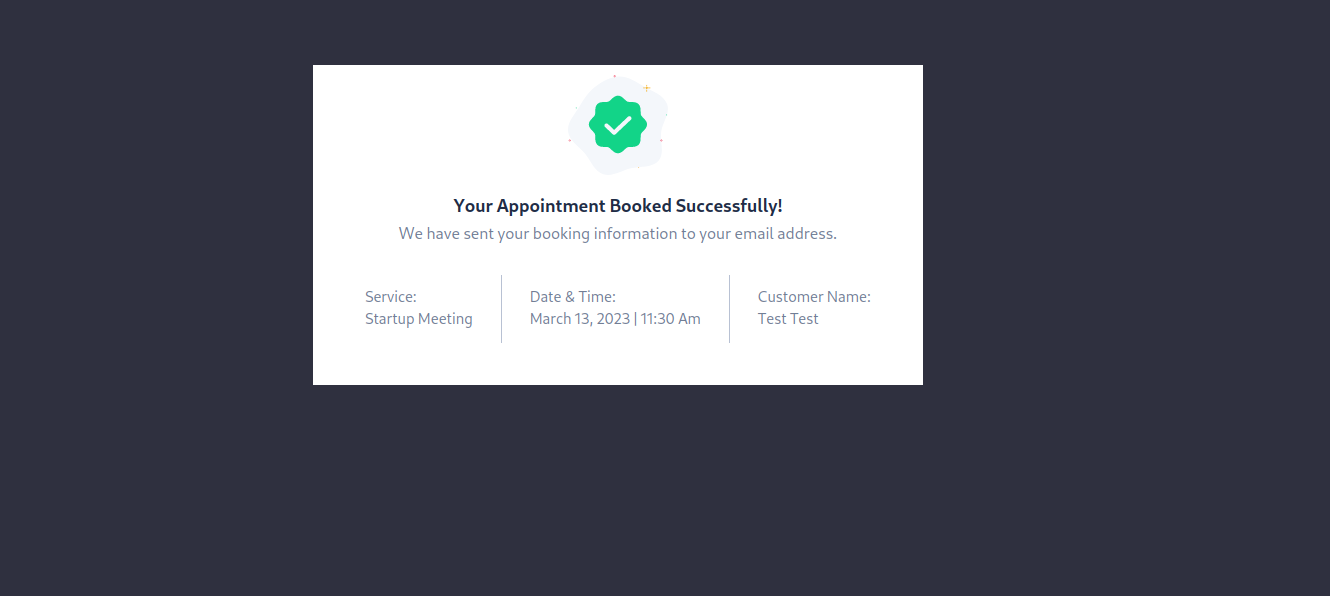 Your Appointment Booked Successfully!
We have sent your booking information to your email address.
Service:
Startup Meeting
Date & Time:
March 13, 2023 | 11:30 Am
Customer Name:
Test Test